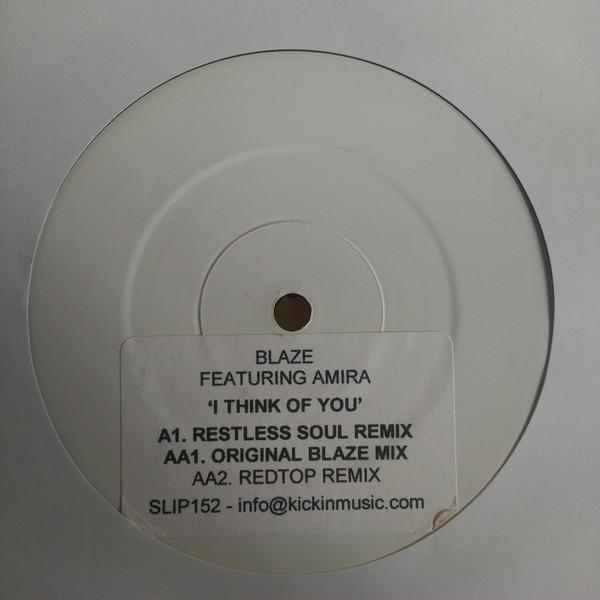 BLAZE
FEATURING AMIRA
‘I THINK OF YOU’
A1. RESTLESS SOUL REMIX
AA1. ORIGINAL BLAZE MIX
AA2. REDTOP REMIX
SLIP152 - info@kickinmusic.com